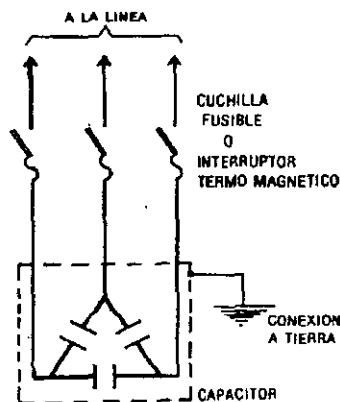 A LA LINEA
CUCHILLA
FUSIBLE
O
INTERRUPTOR
TERMO MAGNETICO
CONEXION
A TIERRA
CAPACITOR